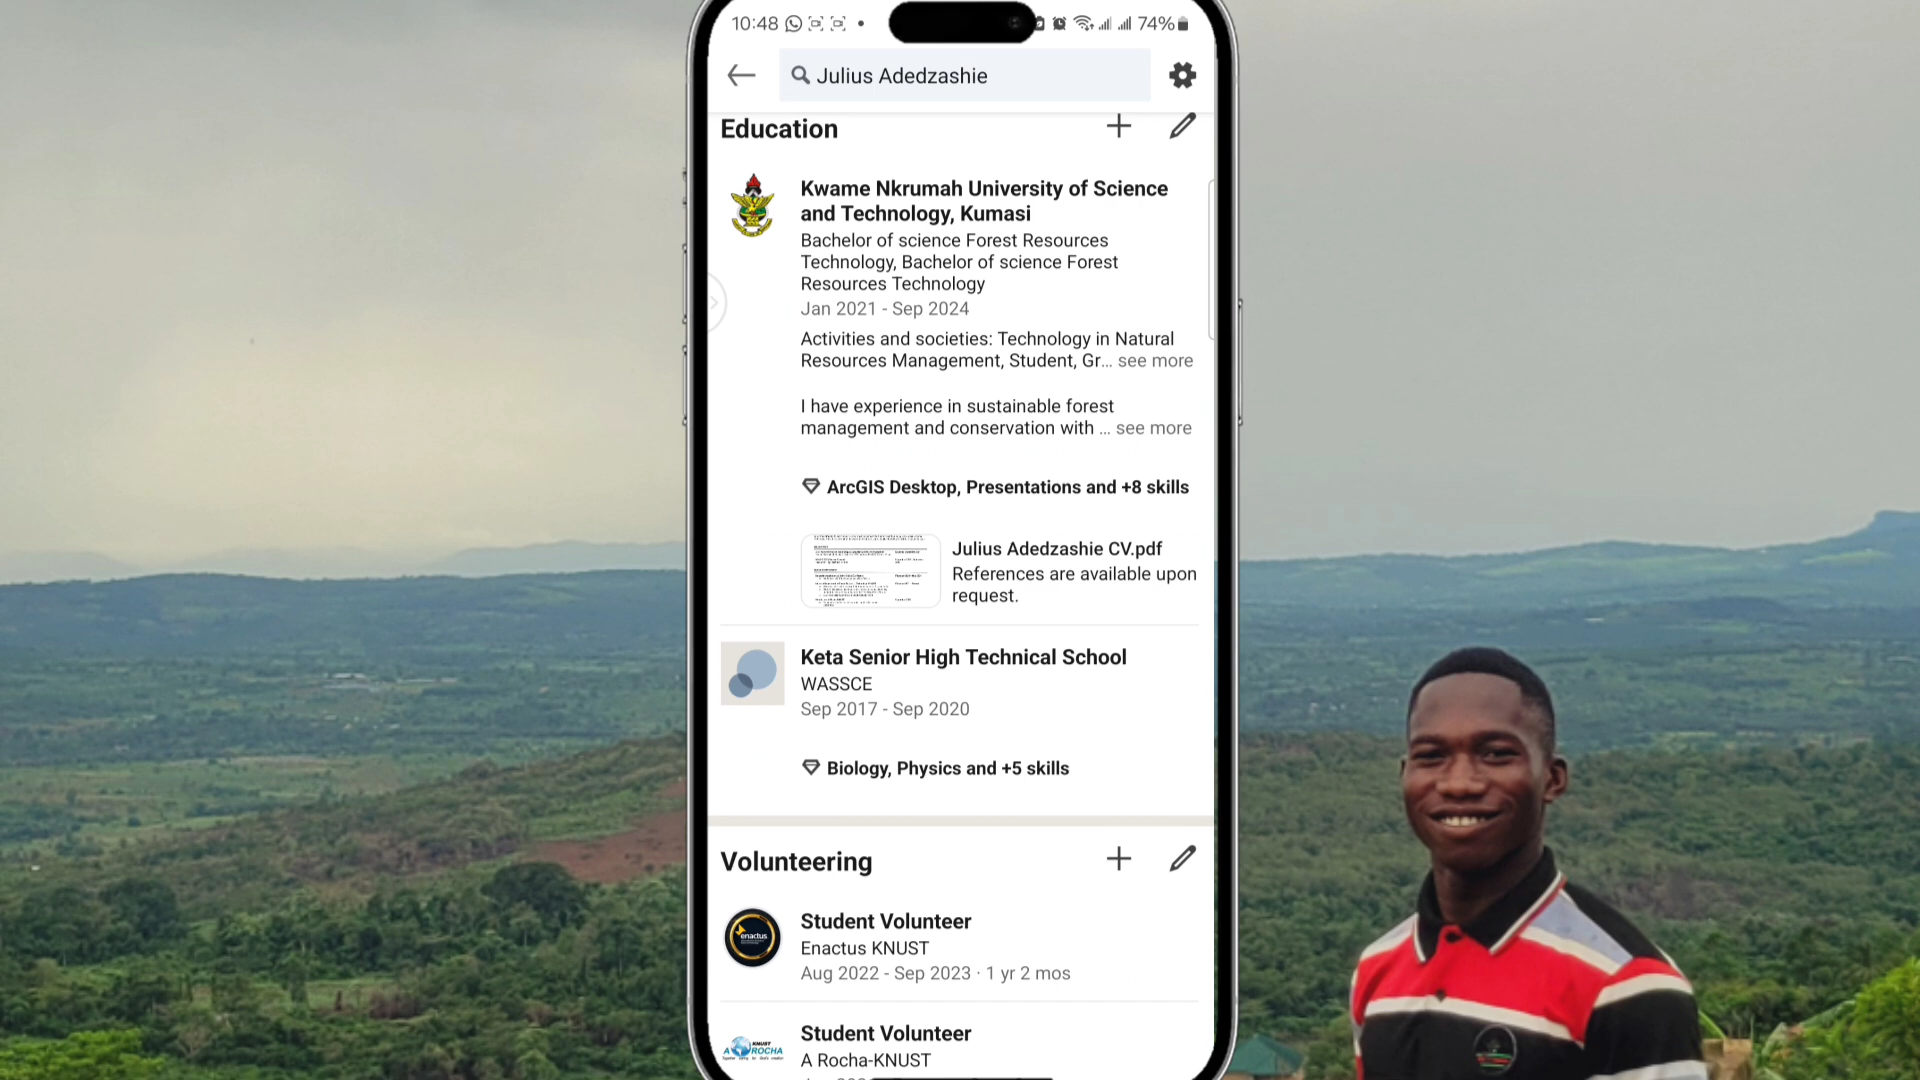 10:48
74%
Julius Adedzashie
Education
Kwame Nkrumah University of Science
and Technology, Kumasi
Bachelor of science Forest Resources
Technology, Bachelor of science Forest
Resources Technology
Jan 2021 - Sep 2024
Activities and societies: Technology in Natural
Resources Management, Student, Gr... see more
I have experience in sustainable forest
management and conservation with ... see more
ArcGIS Desktop, Presentations and +8 skills
Julius Adedzashie CV.pdf
References are available upon
request.
Keta Senior High Technical School
WASSCE
Sep 2017 - Sep 2020
Biology, Physics and +5 skills
Volunteering
enactus
Student Volunteer
Enactus KNUST
Aug 2022 - Sep 2023 · 1 yr 2 mos
KNUST
A ROCHA
Student Volunteer
A Rocha-KNUST